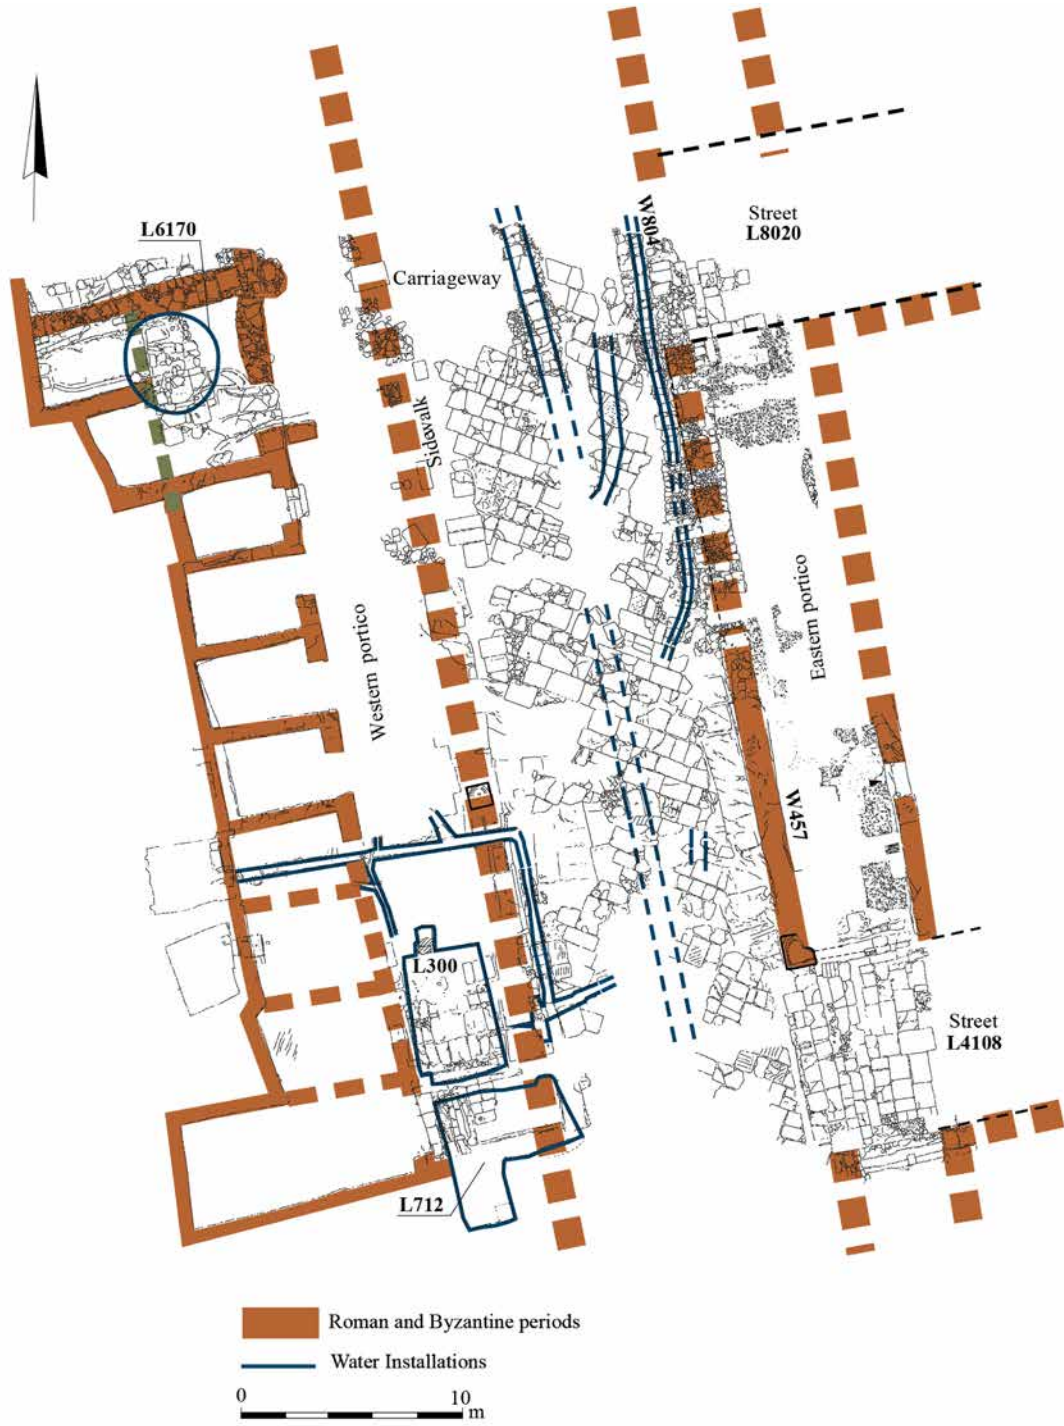 W804
Street
L8020
L6170
Carriageway
Sidewalk
Eastern portico
Western portico
W457
L300
Street
L4108
L712
Roman and Byzantine periods
Water Installations
0 10
m